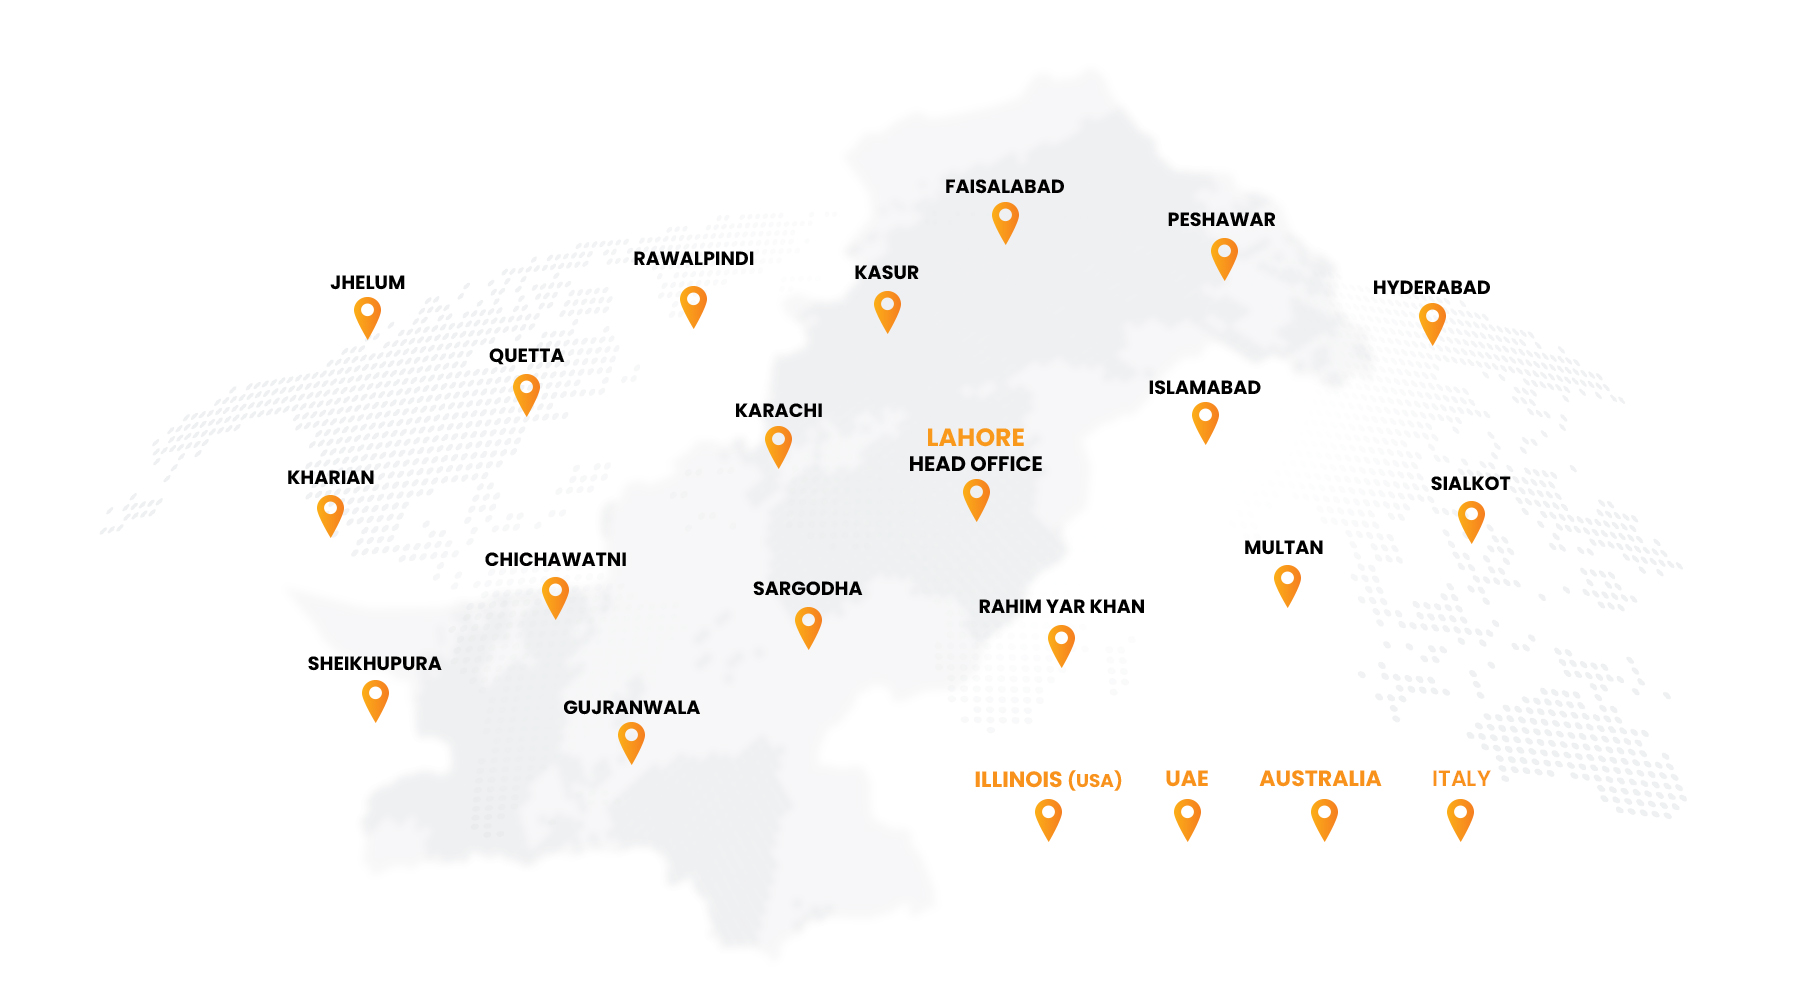 FAISALABAD
PESHAWAR
RAWALPINDI
KASUR
JHELUM
HYDERABAD
QUETTA
ISLAMABAD
KARACHI
LAHORE
HEAD OFFICE
KHARIAN
SIALKOT
MULTAN
CHICHAWATNI
SARGODHA
RAHIM YAR KHAN
SHEIKHUPURA
GUJRANWALA
ILLINOIS (USA)
UAE
AUSTRALIA
ITALY